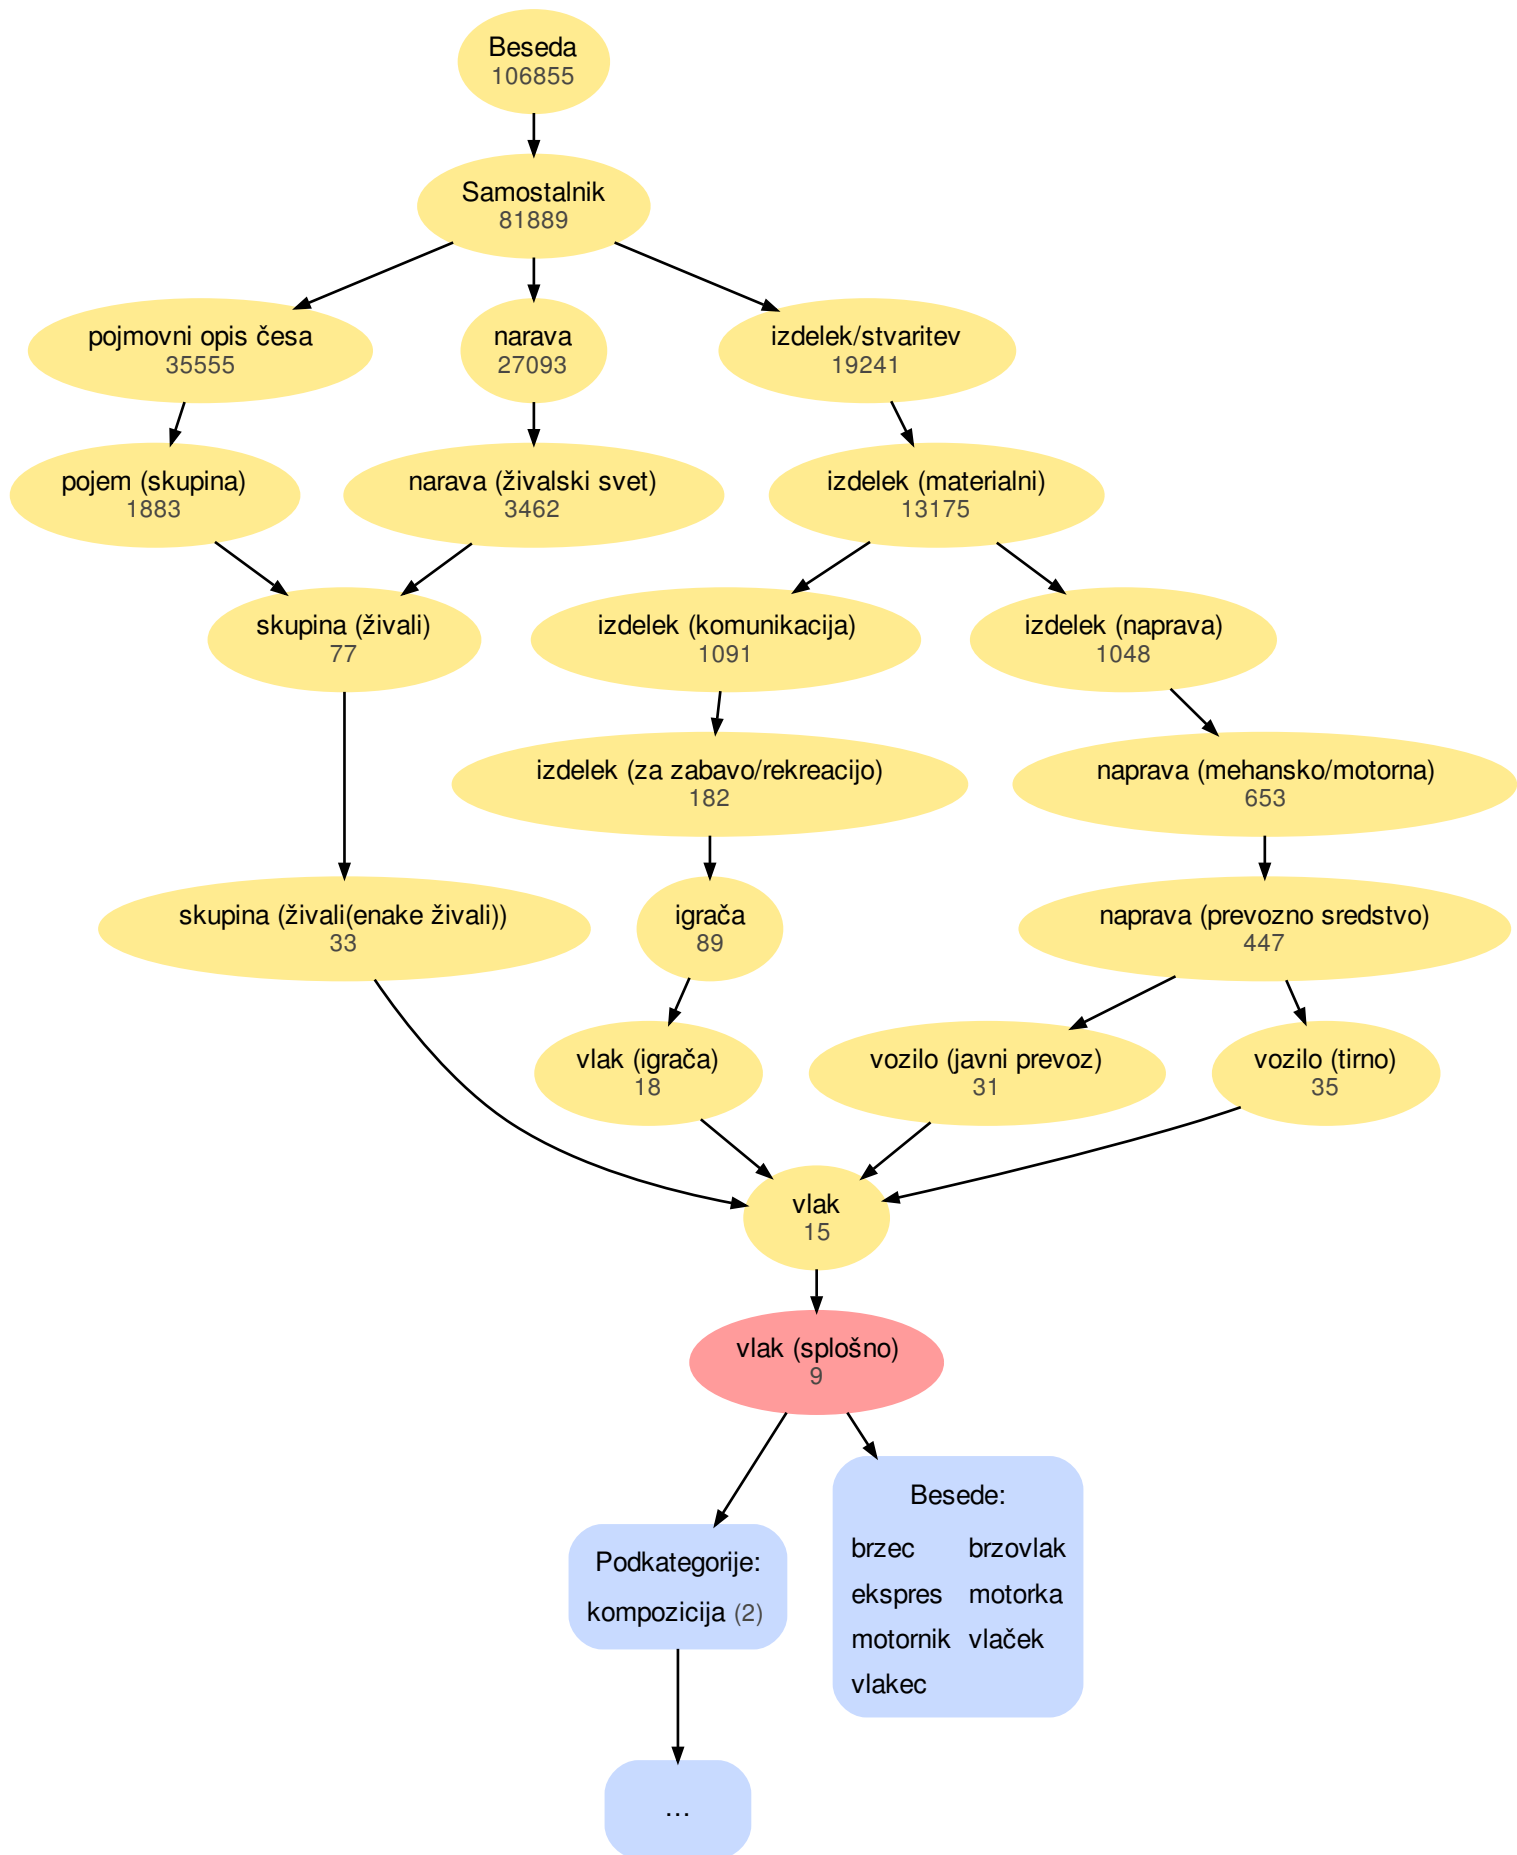 Beseda
106855
Samostalnik
81889
pojmovni opis česa
35555
narava
27093
izdelek/stvaritev
19241
pojem (skupina)
1883
narava (živalski svet)
3462
izdelek (materialni)
13175
skupina (živali)
77
izdelek (komunikacija)
1091
izdelek (naprava)
1048
izdelek (za zabavo/rekreacijo)
182
naprava (mehansko/motorna)
653
skupina (živali(enake živali))
33
igrača
89
naprava (prevozno sredstvo)
447
vlak (igrača)
18
vozilo (javni prevoz)
31
vozilo (tirno)
35
vlak
15
vlak (splošno)
9
Podkategorije:
kompozicija (2)
Besede:
brzec brzovlak
ekspres motorka
motornik vlaček
vlakec
...